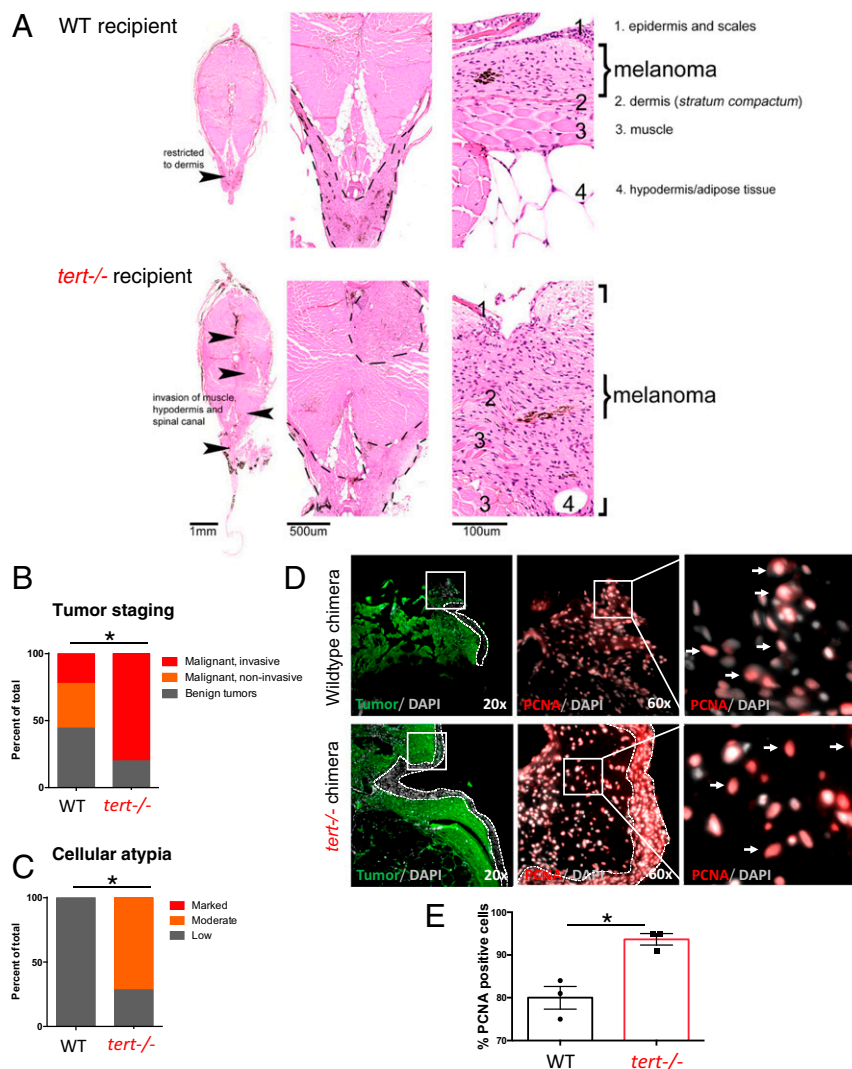 A
WT recipient
restricted
to dermis
1
2
3
4
1. epidermis and scales
melanoma
2. dermis (stratum compactum)
3. muscle
4. hypodermis/adipose tissue
tert-/- recipient
invasion of muscle,
hypodermis and
spinal canal
1
2
3
3
4
melanoma
1mm
500um
100um
B
Tumor staging
*
Percent of total
100
50
0
WT
tert-/-
Malignant, invasive
Malignant, non-invasive
Benign tumors
C
Cellular atypia
*
Percent of total
100
50
0
WT
tert-/-
Marked
Moderate
Low
D
Wildtype chimera
Tumor/ DAPI
20x
PCNA/ DAPI
60x
PCNA/ DAPI
tert-/- chimera
Tumor/ DAPI
20x
PCNA/ DAPI
60x
PCNA/ DAPI
E
*
% PCNA positive cells
100
90
80
70
WT
tert-/-